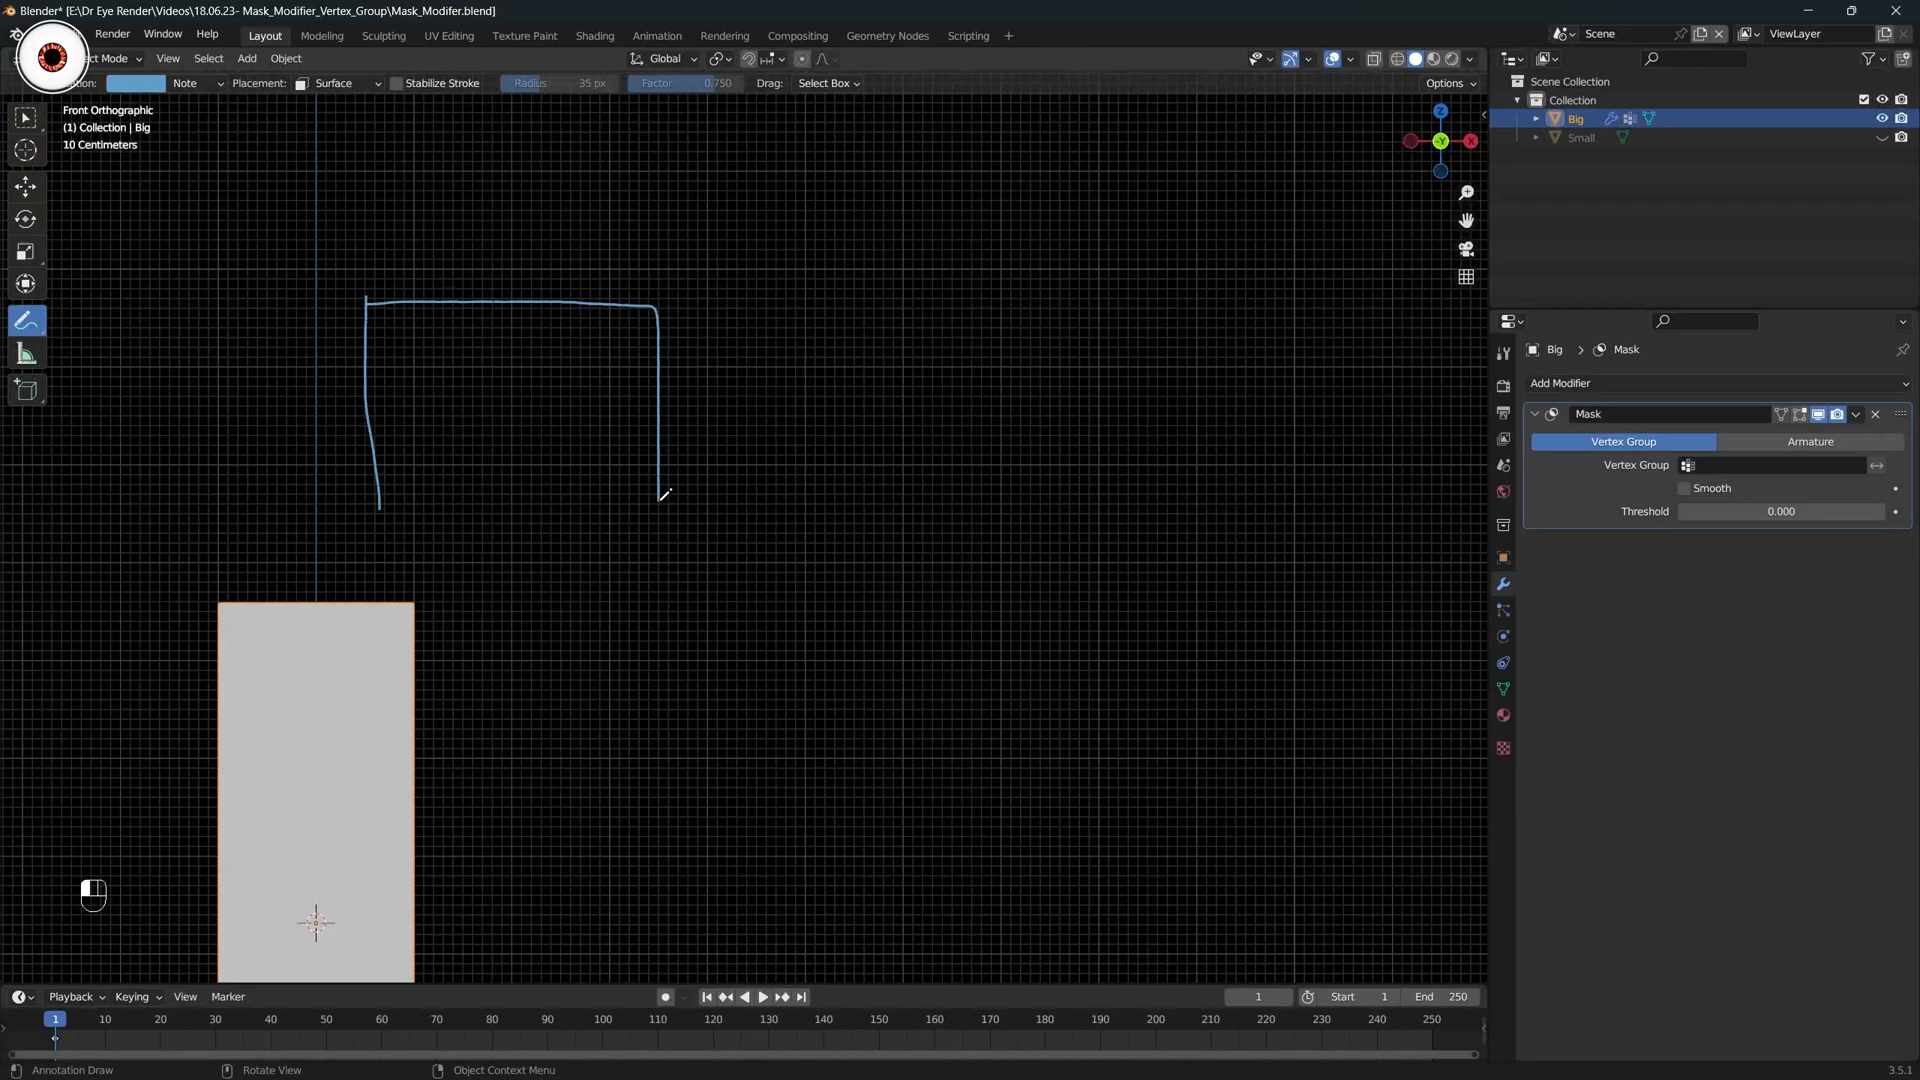 Blender* [E:\Dr Eye Render\Videos\18.06.23- Mask_Modifier_Vertex_Group\Mask_Modifer.blend]
Render Window Help Layout Modeling Sculpting UV Editing Texture Paint Shading Animation Rendering Compositing Geometry Nodes Scripting Scene ViewLayer
Mode View Select Add Object Global
Note Placement: Surface Stabilize Stroke Radius 35 px Factor 0.750 Drag: Select Box Options
Front Orthographic
(1) Collection | Big
10 Centimeters
Z
Y
X
Scene Collection
Collection
Big
Small
Big Mask
Add Modifier
Mask
Vertex Group Armature
Vertex Group
Smooth
Threshold 0.000
Playback Keying View Marker 1 Start 1 End 250
1 10 20 30 40 50 60 70 80 90 100 110 120 130 140 150 160 170 180 190 200 210 220 230 240 250
Annotation Draw Rotate View Object Context Menu 3.5.1